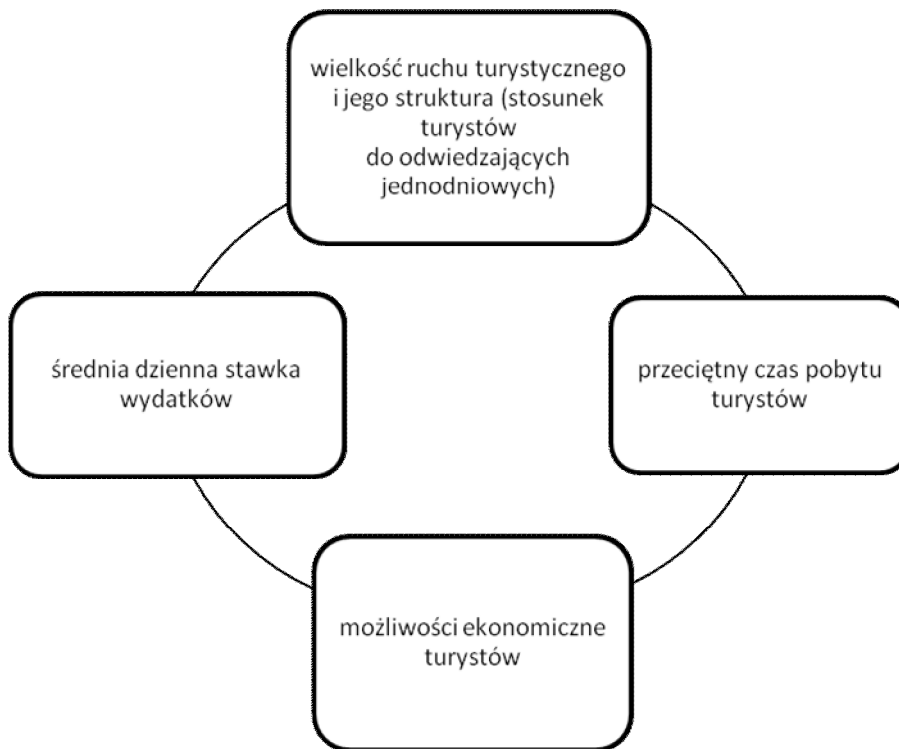 wielkość ruchu turystycznego
i jego struktura (stosunek
turystów
do odwiedzających
jednodniowych)
średnia dzienna stawka
wydatków
przeciętny czas pobytu
turystów
możliwości ekonomiczne
turystów